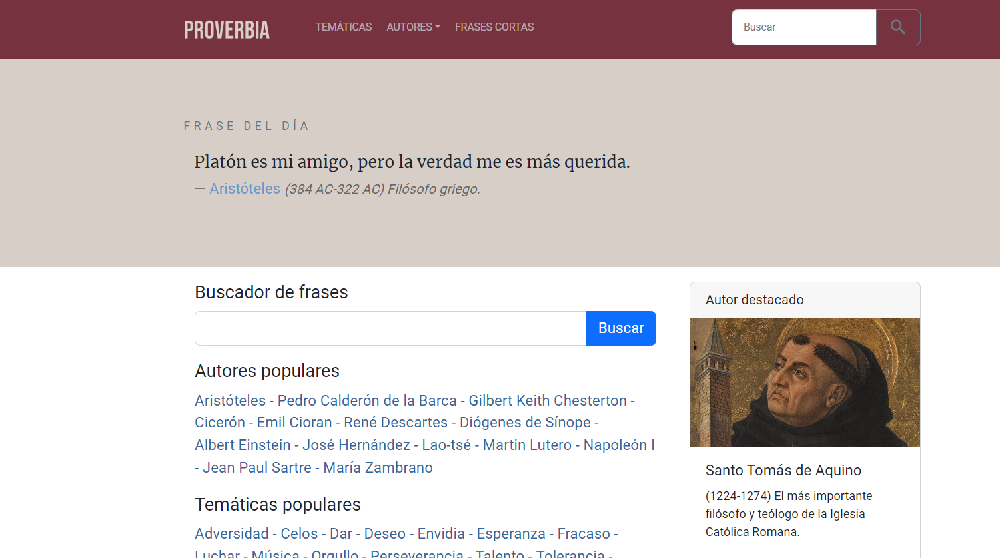 PROVERBIA
TEMÁTICAS
AUTORES
FRASES CORTAS
Buscar
FRASE DEL DÍA
Platón es mi amigo, pero la verdad me es más querida.
— Aristóteles (384 AC-322 AC) Filósofo griego.
Buscador de frases
Buscar
Autores populares
Aristóteles - Pedro Calderón de la Barca - Gilbert Keith Chesterton -
Cicerón - Emil Cioran - René Descartes - Diógenes de Sínope -
Albert Einstein - José Hernández - Lao-tsé - Martin Lutero - Napoleón I
- Jean Paul Sartre - María Zambrano
Temáticas populares
Adversidad - Celos - Dar - Deseo - Envidia - Esperanza - Fracaso -
Luchar - Música - Orgullo - Perseverancia - Talento - Tolerancia -
Autor destacado
Santo Tomás de Aquino
(1224-1274) El más importante
filósofo y teólogo de la Iglesia
Católica Romana.